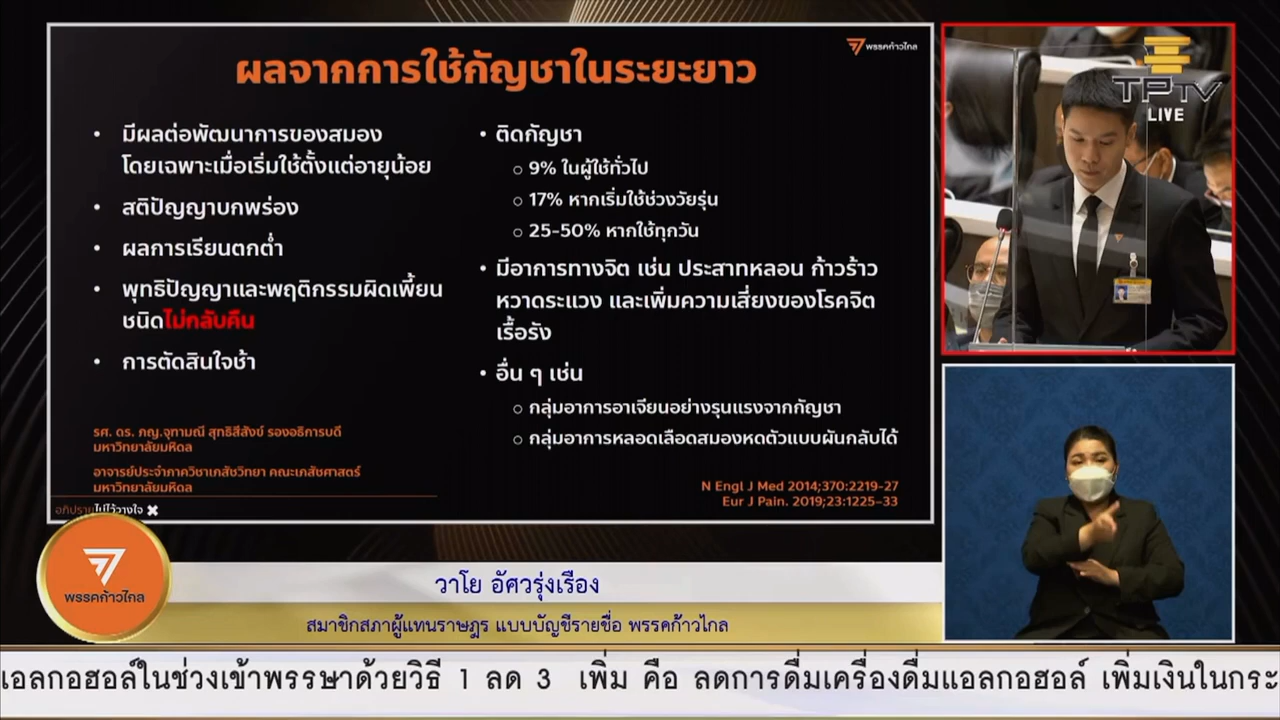 พรรคก้าวไกล
ผลจากการใช้กัญชาในระยะยาว
• มีผลต่อพัฒนาการของสมอง
โดยเฉพาะเมื่อเริ่มใช้ตั้งแต่อายุน้อย
• สติปัญญาบกพร่อง
• ผลการเรียนตกต่ำ
• พุทธิปัญญาและพฤติกรรมผิดเพี้ยน
ชนิดไม่กลับคืน
• การตัดสินใจช้า
รศ. ดร. ภญ.จุฑามณี สุทธิสีสังข์ รองอธิการบดี
มหาวิทยาลัยมหิดล
อาจารย์ประจำภาควิชาเภสัชวิทยา คณะเภสัชศาสตร์
มหาวิทยาลัยมหิดล
อภิปรายไม่ไว้วางใจ
• ติดกัญชา
○ 9% ในผู้ใช้ทั่วไป
○ 17% หากเริ่มใช้ช่วงวัยรุ่น
○ 25-50% หากใช้ทุกวัน
• มีอาการทางจิต เช่น ประสาทหลอน ก้าวร้าว
หวาดระแวง และเพิ่มความเสี่ยงของโรคจิต
เรื้อรัง
• อื่น ๆ เช่น
○ กลุ่มอาการอาเจียนอย่างรุนแรงจากกัญชา
○ กลุ่มอาการหลอดเลือดสมองหดตัวแบบผันกลับได้
N Engl J Med 2014;370:2219-27
Eur J Pain. 2019;23:1225-33
TPTV
LIVE
พรรคก้าวไกล
วาโย อัศวรุ่งเรือง
สมาชิกสภาผู้แทนราษฎร แบบบัญชีรายชื่อ พรรคก้าวไกล
แอลกอฮอล์ในช่วงเข้าพรรษาด้วยวิธี 1 ลด 3 เพิ่ม คือ ลดการดื่มเครื่องดื่มแอลกอฮอล์ เพิ่มเงินในกระ